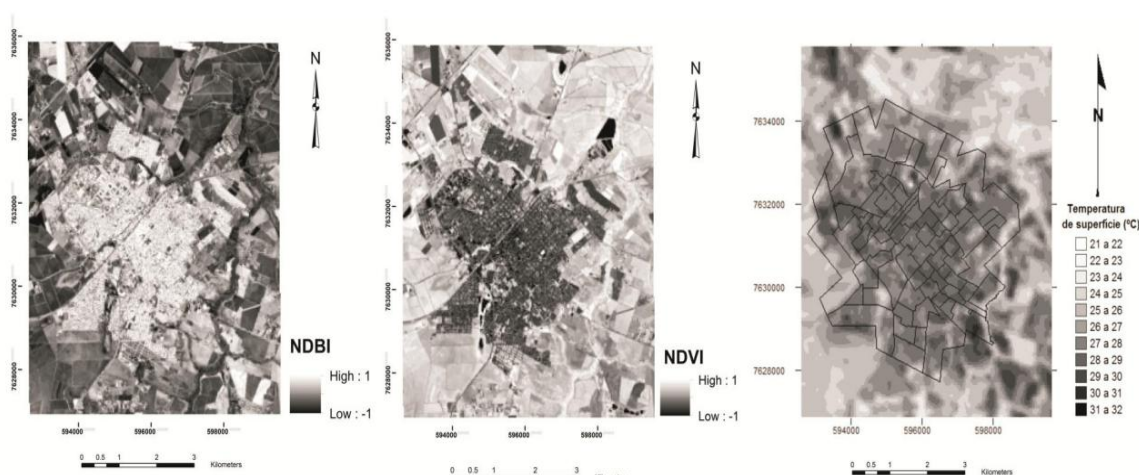 7636000
7634000
7632000
7630000
7628000
594000 596000 598000
N
NDBI
High : 1
Low : -1
0 0.5 1 2 3
Kilometers
7636000
7634000
7632000
7630000
7628000
594000 596000 598000
N
NDVI
High : 1
Low : -1
0 0.5 1 2 3
Kilometers
7634000
7632000
7630000
7628000
594000 596000 598000
N
Temperatura
de superfície (ºC)
21 a 22
22 a 23
23 a 24
24 a 25
25 a 26
26 a 27
27 a 28
28 a 29
29 a 30
30 a 31
31 a 32
0 0.5 1 2 3
Kilometers